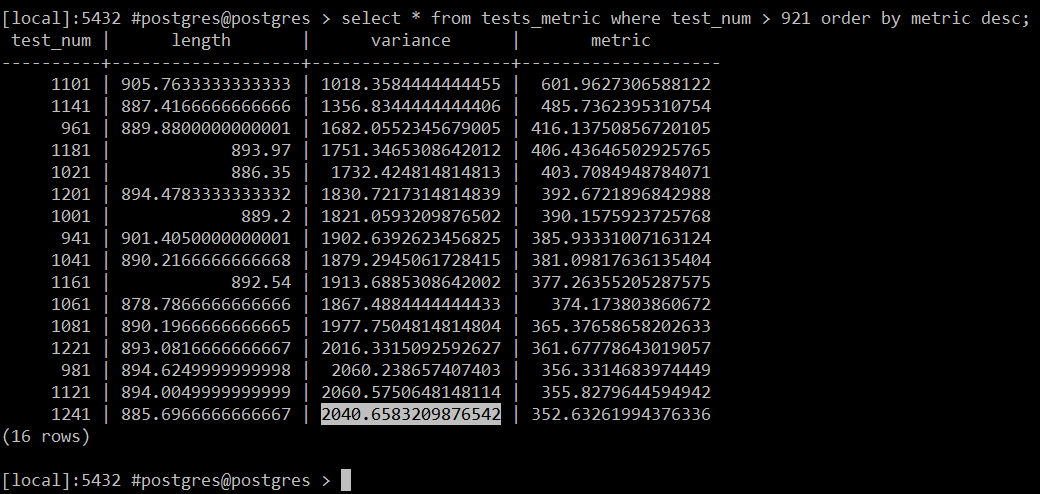 [local]:5432 #postgres@postgres > select * from tests_metric where test_num > 921 order by metric desc;
 test_num |      length       |      variance      |       metric
----------+-------------------+--------------------+--------------------
     1101 | 905.7633333333333 | 1018.3584444444455 |  601.9627306588122
     1141 | 887.4166666666666 | 1356.8344444444406 |  485.7362395310754
      961 | 889.8800000000001 | 1682.0552345679005 | 416.13750856720105
     1181 |            893.97 | 1751.3465308642012 | 406.43646502925765
     1021 |            886.35 |  1732.424814814813 |  403.7084948784071
     1201 | 894.4783333333332 | 1830.7217314814839 |  392.6721896842988
     1001 |             889.2 | 1821.0593209876502 |  390.1575923725768
      941 | 901.4050000000001 | 1902.6392623456825 | 385.93331007163124
     1041 | 890.2166666666668 | 1879.2945061728415 | 381.09817636135404
     1161 |            892.54 | 1913.6885308642002 | 377.26355205287575
     1061 | 878.7866666666666 | 1867.4884444444433 |   374.173803860672
     1081 | 890.1966666666665 | 1977.7504814814804 | 365.37658658202633
     1221 | 893.0816666666667 | 2016.3315092592627 | 361.67778643019057
      981 | 894.6249999999998 |  2060.238657407403 |  356.3314683974449
     1121 | 894.0049999999999 | 2060.5750648148114 |  355.8279644594942
     1241 | 885.6966666666667 | 2040.6583209876542 | 352.63261994376336
(16 rows)
[local]:5432 #postgres@postgres >